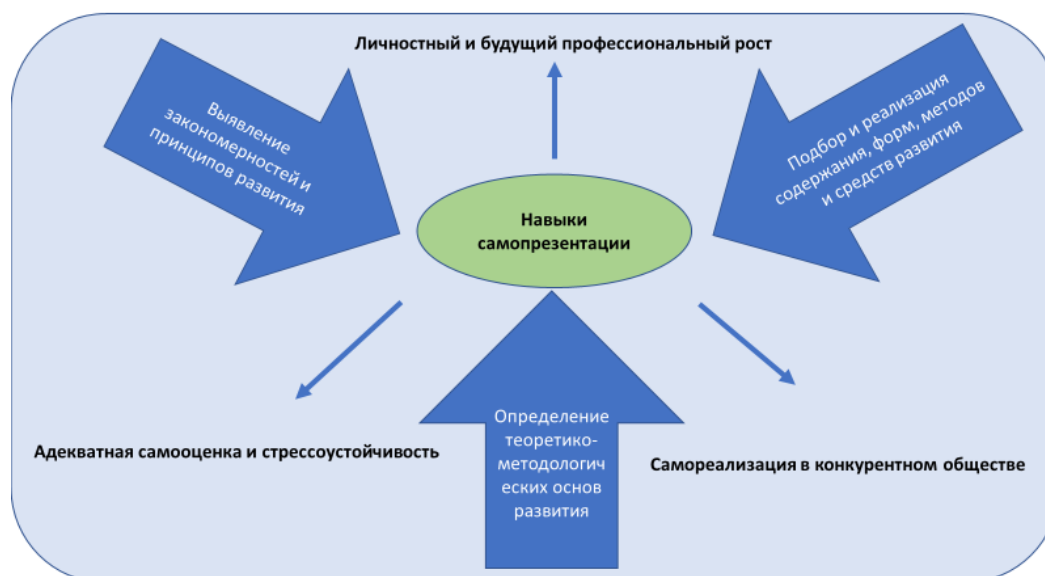 Личностный и будущий профессиональный рост
Выявление
закономерностей и
принципов развития
Подбор и реализация
содержания, форм, методов
и средств развития
Навыки
самопрезентации
Адекватная самооценка и стрессоустойчивость
Определение
теоретико-
методологич
еских основ
развития
Самореализация в конкурентном обществе